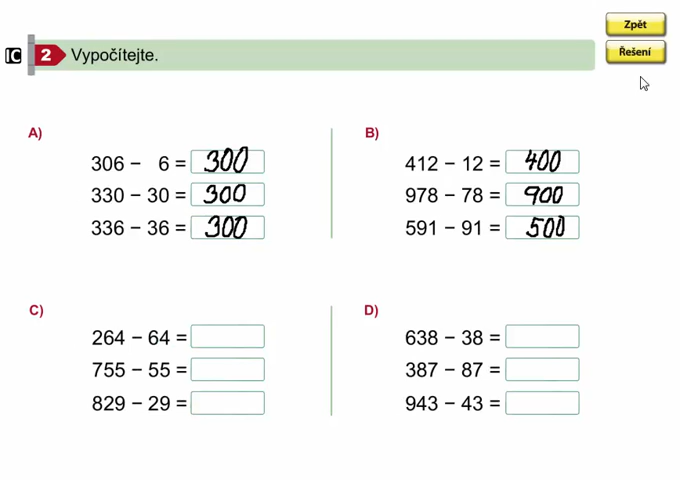 Zpět
IC 2 Vypočítejte.
Řešení
A)
306 − 6 = 300
330 − 30 = 300
336 − 36 = 300
B)
412 − 12 = 400
978 − 78 = 900
591 − 91 = 500
C)
264 − 64 =
755 − 55 =
829 − 29 =
D)
638 − 38 =
387 − 87 =
943 − 43 =